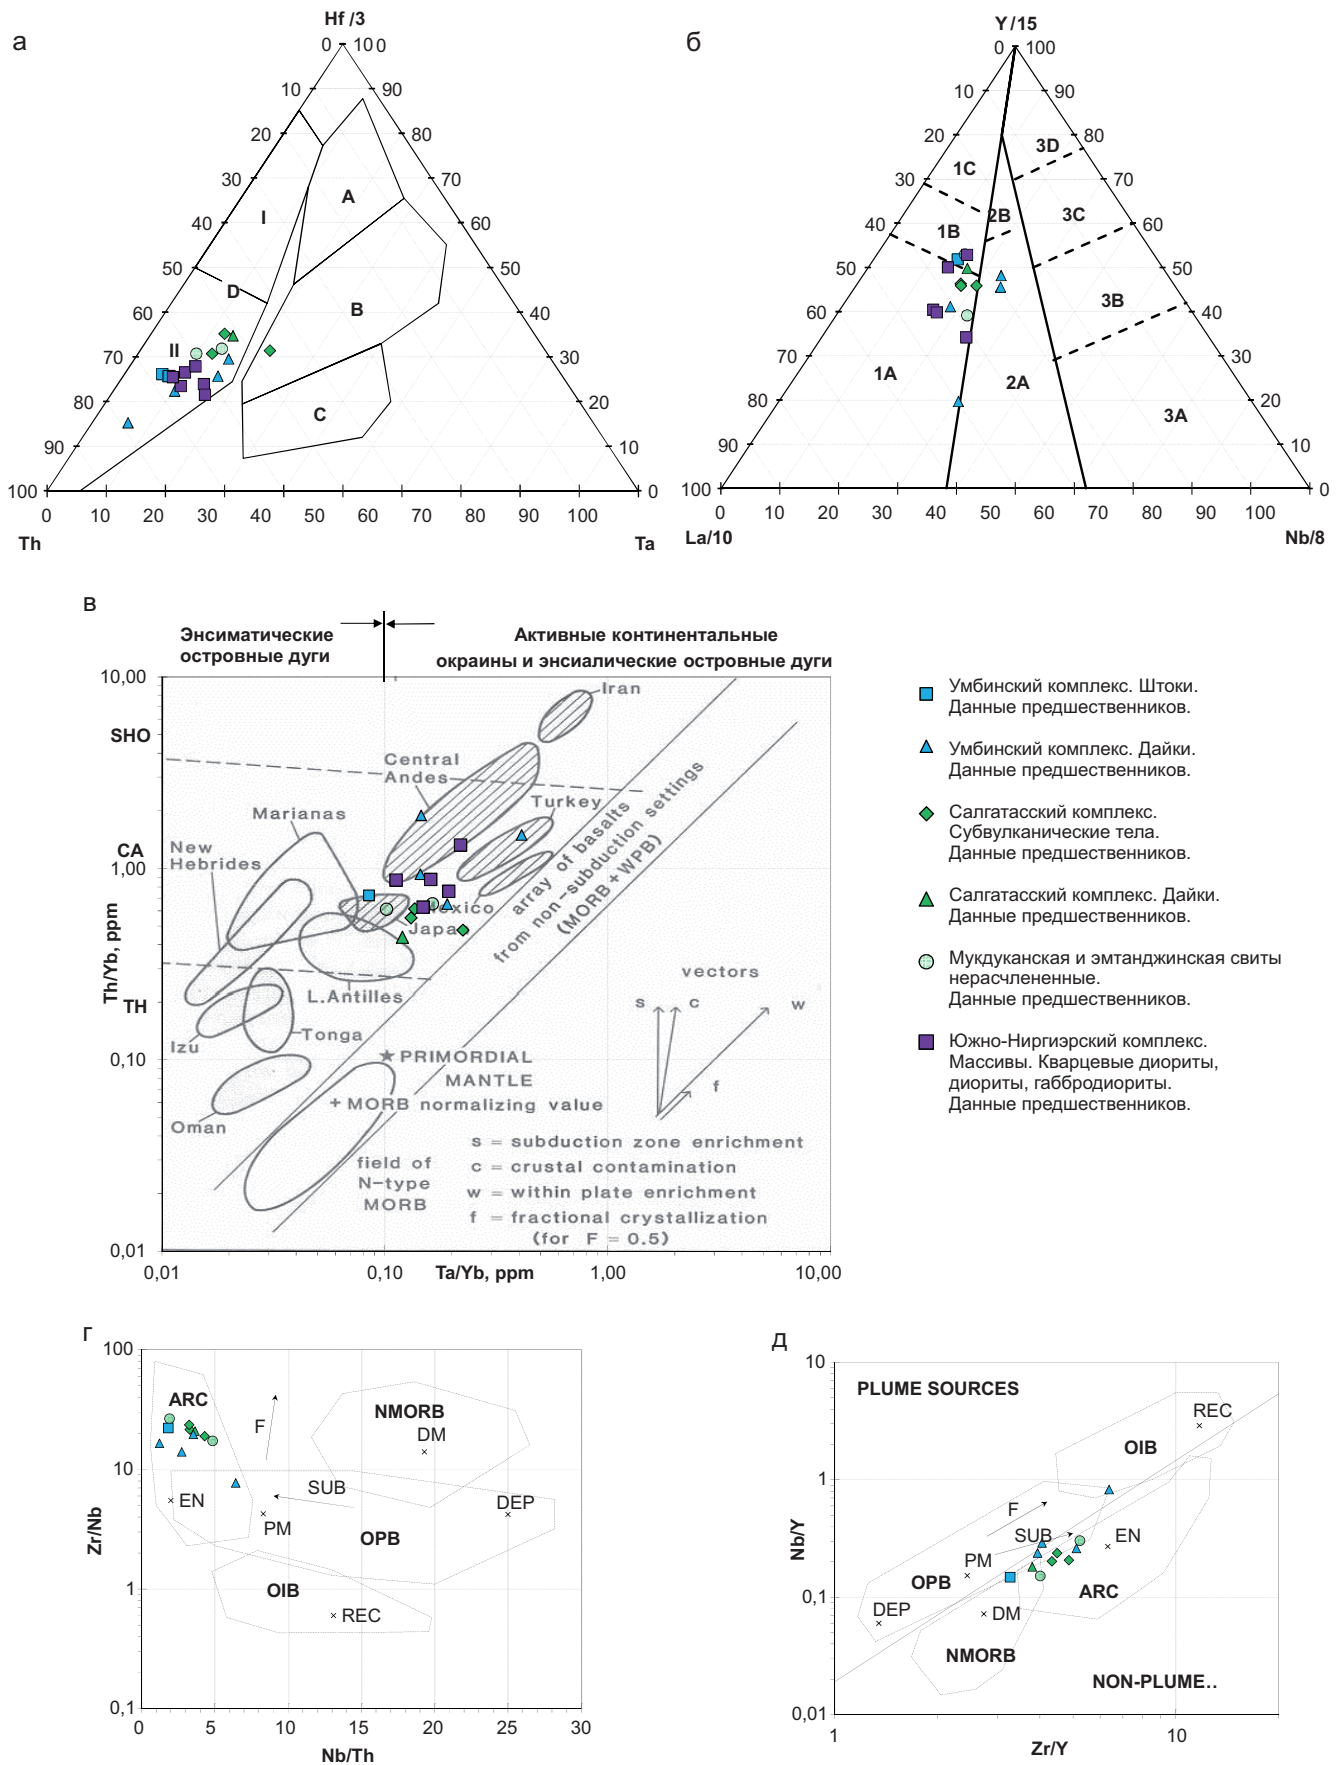 а
Hf /3
0 100
10 90
20 80
30 70
40 60
50 50
60 40
70 30
80 20
90 10
100 0
0 10 20 30 40 50 60 70 80 90 100
Th Ta
I
A
D
B
II
C
б
Y/15
0 100
10 90
20 80
30 70
40 60
50 50
60 40
70 30
80 20
90 10
100 0
0 10 20 30 40 50 60 70 80 90 100
La/10 Nb/8
3D
1C
2B 3C
1B
3B
1A 2A
3A
в
Энсиматические
островные дуги
Активные континентальные
окраины и энсиалические островные дуги
10,00
1,00
0,10
0,01
SHO
CA
TH
Th/Yb, ppm
0,01 0,10 Ta/Yb, ppm 1,00 10,00
Iran
Central
Andes
Turkey
Marianas
New
Hebrides
Mexico
Japa
L.Antilles
Tonga
Izu
Oman
array of basalts
from non-subduction settings
(MORB + WPB)
vectors
s c w
f
PRIMORDIAL
MANTLE
+ MORB normalizing value
field of
N-type
MORB
s = subduction zone enrichment
c = crustal contamination
w = within plate enrichment
f = fractional crystallization
(for F = 0.5)
Умбинский комплекс. Штоки.
Данные предшественников.
Умбинский комплекс. Дайки.
Данные предшественников.
Салгатасский комплекс.
Субвулканические тела.
Данные предшественников.
Салгатасский комплекс. Дайки.
Данные предшественников.
Мукдуканская и эмтанджинская свиты
нерасчлененные.
Данные предшественников.
Южно-Ниргиэрский комплекс.
Массивы. Кварцевые диориты,
диориты, габбродиориты.
Данные предшественников.
г
100
10
1
0,1
Zr/Nb
0 5 10 15 20 25 30
Nb/Th
ARC
F
NMORB
DM
SUB
EN
PM
DEP
OPB
OIB
REC
д
10
1
0,1
0,01
Nb/Y
1 10
Zr/Y
PLUME SOURCES
REC
OIB
F
SUB
EN
PM
OPB
ARC
DEP
DM
NMORB
NON-PLUME..